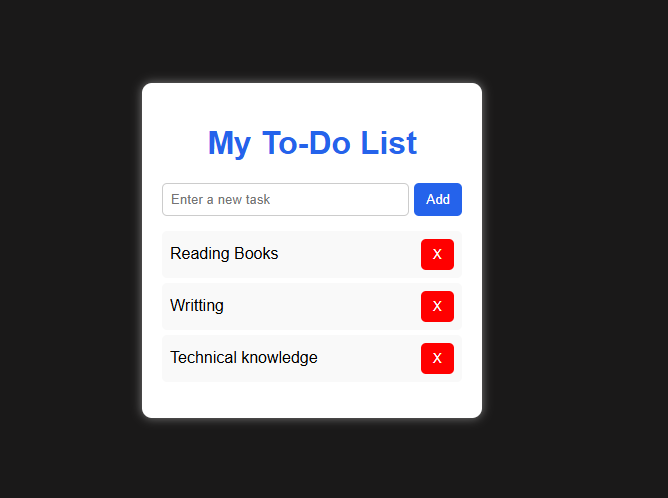 My To-Do List
Enter a new task
Add
Reading Books
X
Writting
X
Technical knowledge
X